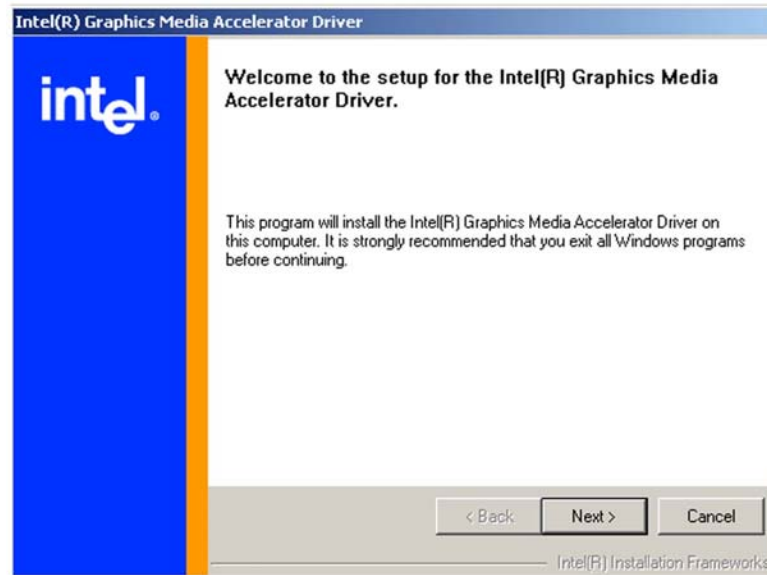 Intel(R) Graphics Media Accelerator Driver
intel®
Welcome to the setup for the Intel(R) Graphics Media
Accelerator Driver.
This program will install the Intel(R) Graphics Media Accelerator Driver on
this computer. It is strongly recommended that you exit all Windows programs
before continuing.
< Back
Next >
Cancel
Intel(R) Installation Frameworks